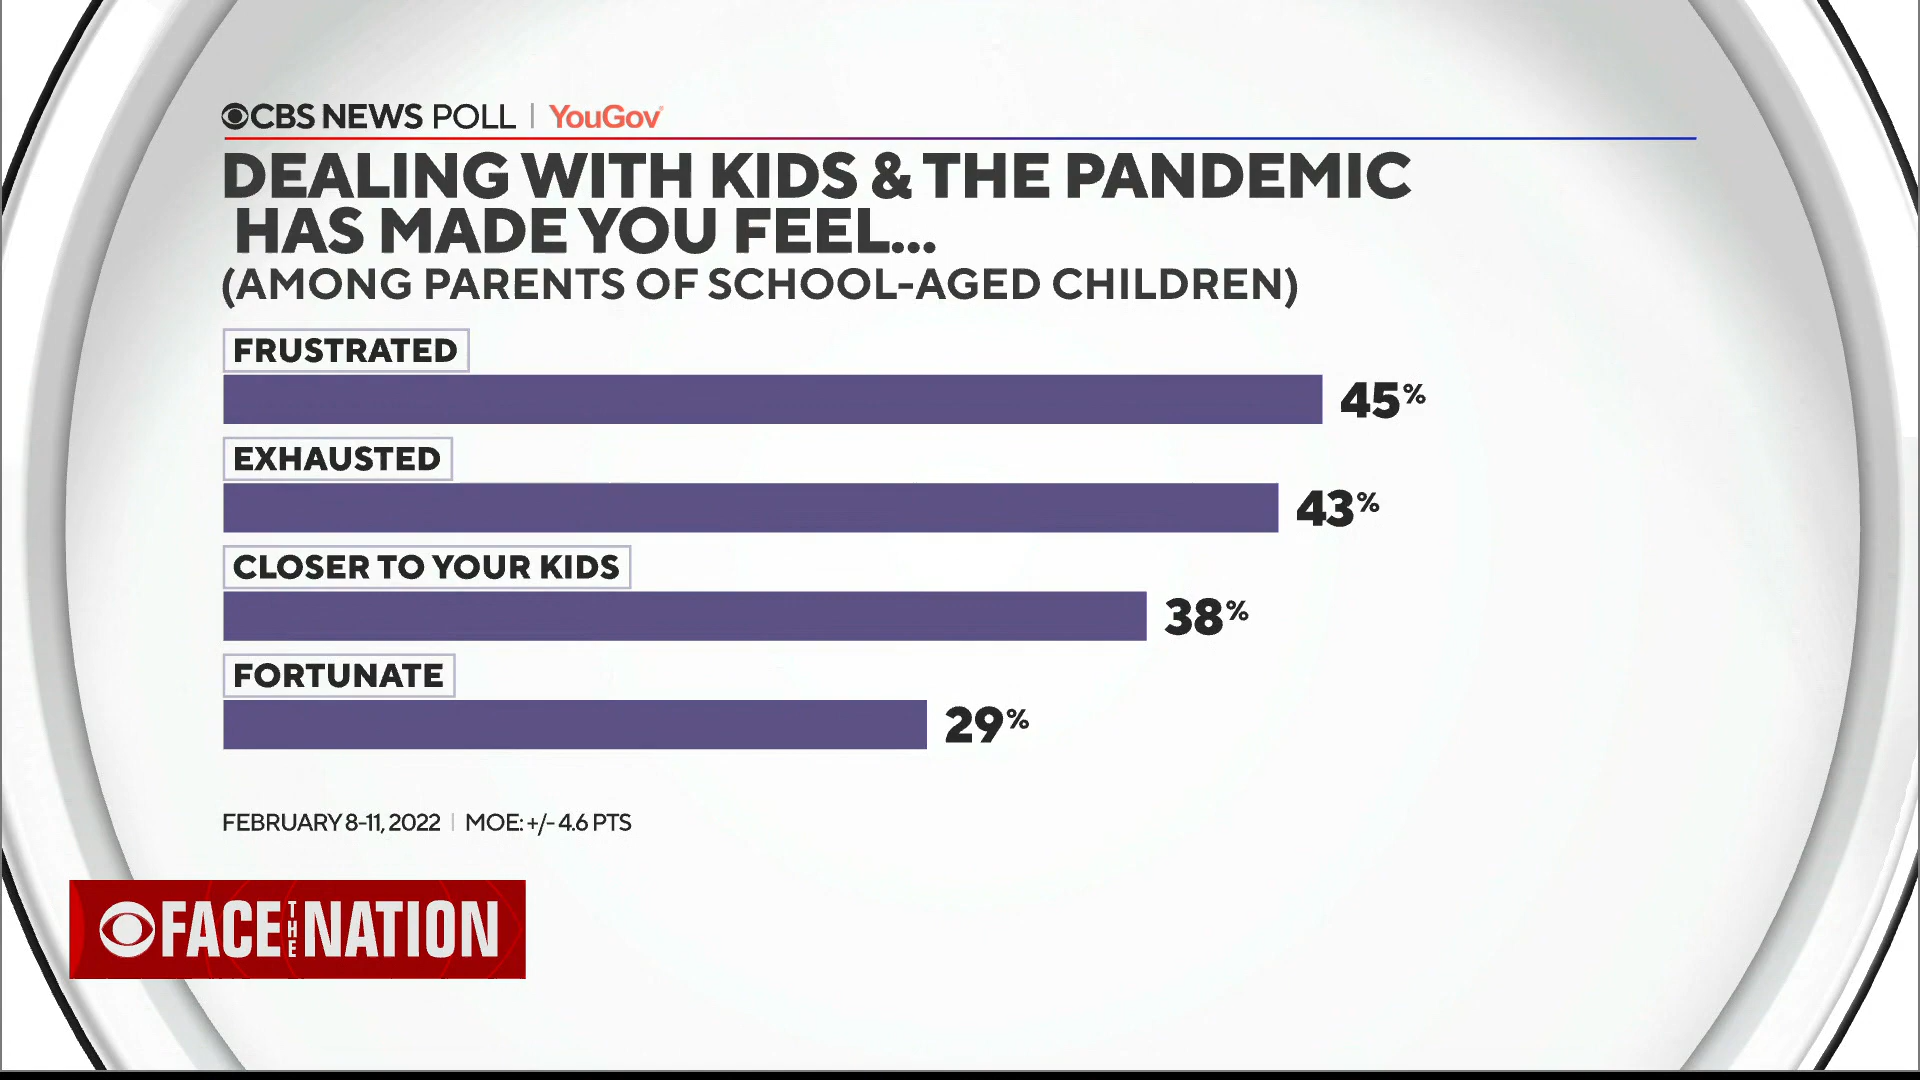 CBS NEWS POLL | YouGov
DEALING WITH KIDS & THE PANDEMIC
HAS MADE YOU FEEL...
(AMONG PARENTS OF SCHOOL-AGED CHILDREN)
FRUSTRATED
45%
EXHAUSTED
43%
CLOSER TO YOUR KIDS
38%
FORTUNATE
29%
FEBRUARY 8-11, 2022 | MOE: +/- 4.6 PTS
FACE THE NATION